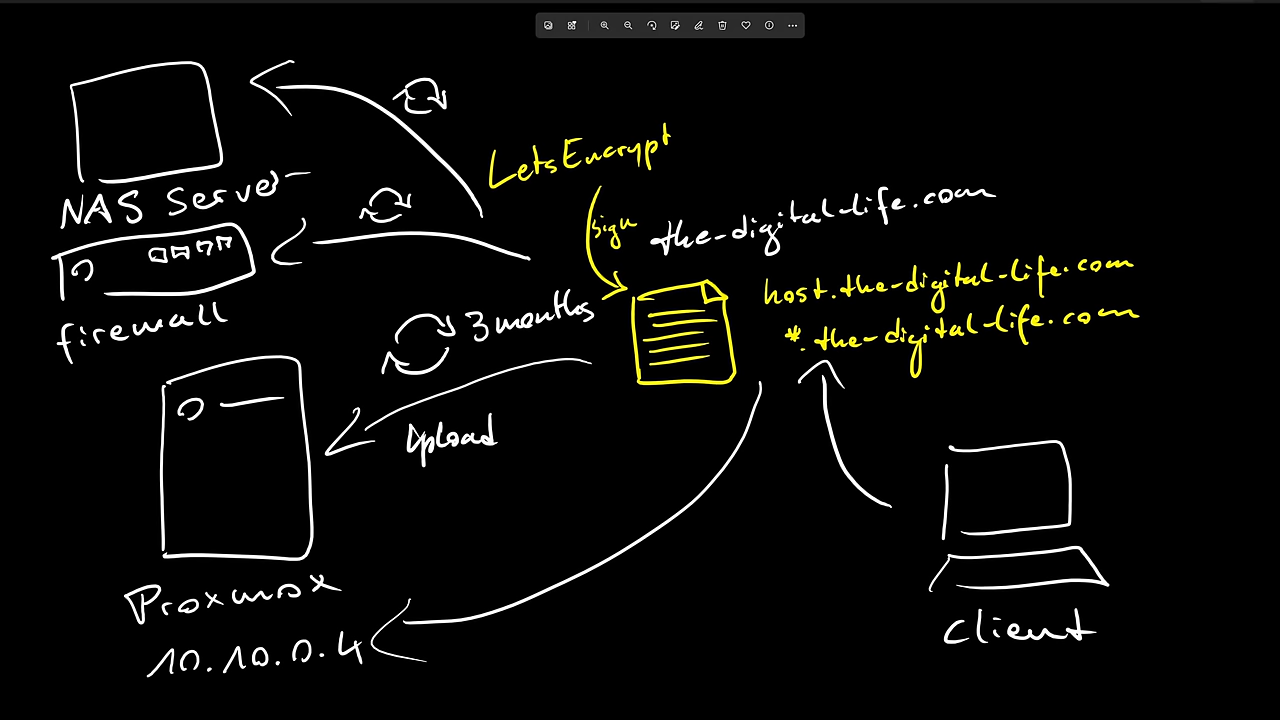 LetsEncrypt
NAS Server
sign
the-digital-life.com
host.the-digital-life.com
*.the-digital-life.com
firewall
3 months
Upload
Proxmox
10.10.0.4
Client